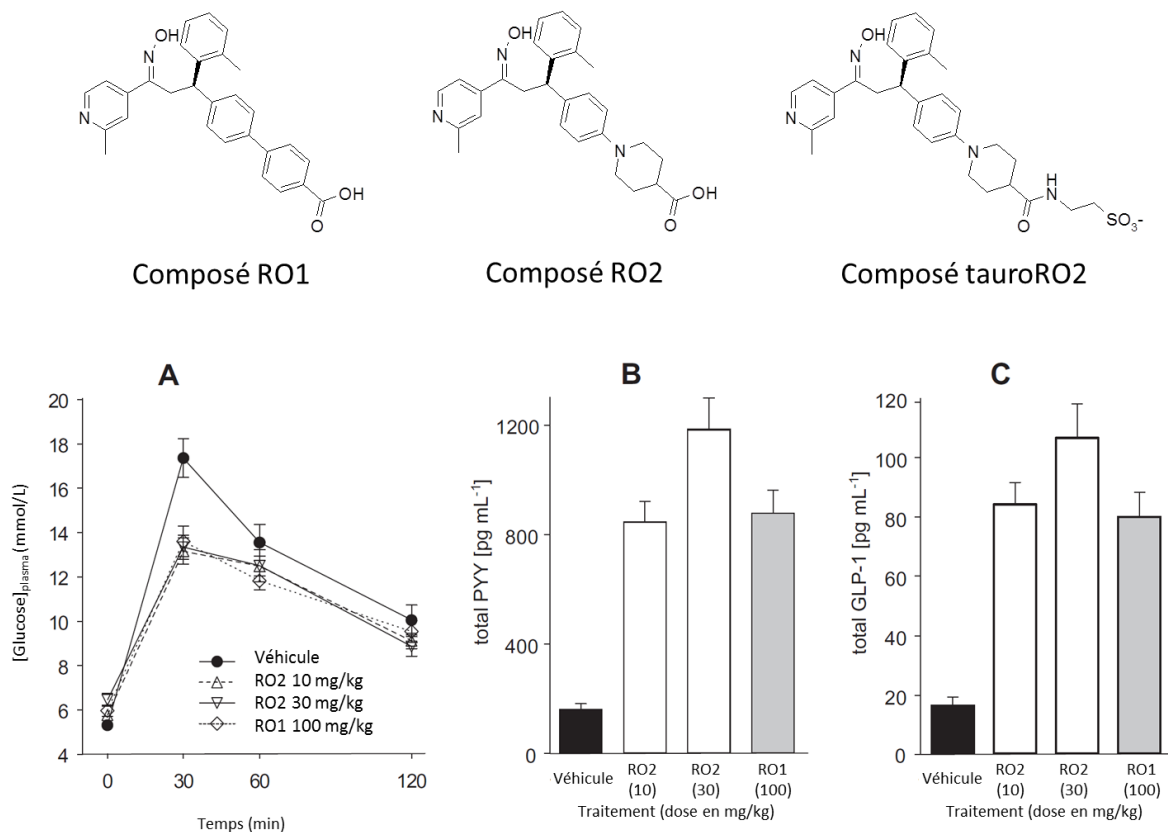 OH
N
N
O
OH
Composé RO1
OH
N
N
N
O
OH
Composé RO2
OH
N
N
N
H
N
O
SO3-
Composé tauroRO2
A
[Glucose]plasma (mmol/L)
20
18
16
14
12
10
8
6
4
Véhicule
RO2 10 mg/kg
RO2 30 mg/kg
RO1 100 mg/kg
0 30 60 120
Temps (min)
B
total PYY [pg mL-1]
1200
800
400
0
Véhicule RO2 (10) RO2 (30) RO1 (100)
Traitement (dose en mg/kg)
C
total GLP-1 [pg mL-1]
120
100
80
60
40
20
0
Véhicule RO2 (10) RO2 (30) RO1 (100)
Traitement (dose en mg/kg)